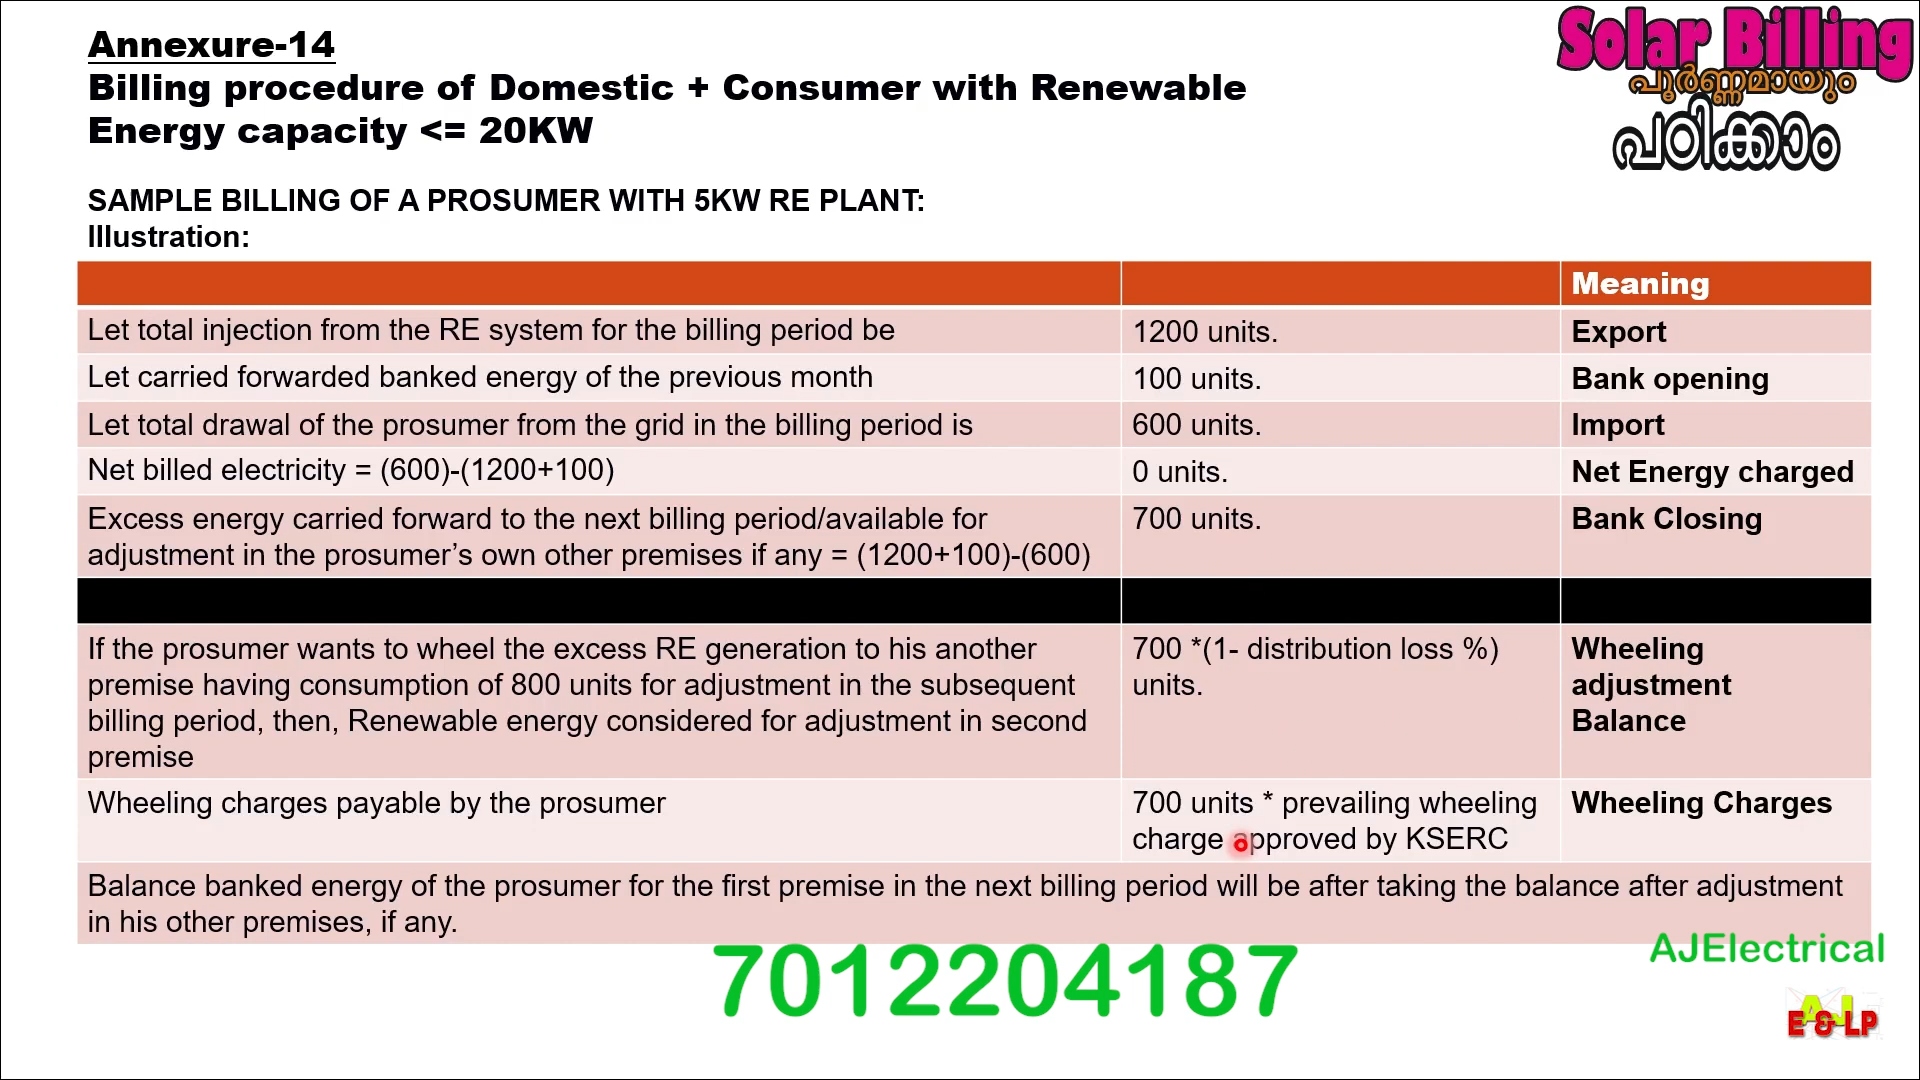 Annexure-14
Billing procedure of Domestic + Consumer with Renewable
Energy capacity <= 20KW
Solar Billing
പൂർണ്ണമായും
പഠിക്കാം
SAMPLE BILLING OF A PROSUMER WITH 5KW RE PLANT:
Illustration:
Meaning
Let total injection from the RE system for the billing period be
1200 units.
Export
Let carried forwarded banked energy of the previous month
100 units.
Bank opening
Let total drawal of the prosumer from the grid in the billing period is
600 units.
Import
Net billed electricity = (600)-(1200+100)
0 units.
Net Energy charged
Excess energy carried forward to the next billing period/available for
adjustment in the prosumer’s own other premises if any = (1200+100)-(600)
700 units.
Bank Closing
If the prosumer wants to wheel the excess RE generation to his another
premise having consumption of 800 units for adjustment in the subsequent
billing period, then, Renewable energy considered for adjustment in second
premise
700 *(1- distribution loss %)
units.
Wheeling
adjustment
Balance
Wheeling charges payable by the prosumer
700 units * prevailing wheeling
charge approved by KSERC
Wheeling Charges
Balance banked energy of the prosumer for the first premise in the next billing period will be after taking the balance after adjustment
in his other premises, if any.
7012204187
AJElectrical
AJ
E & LP